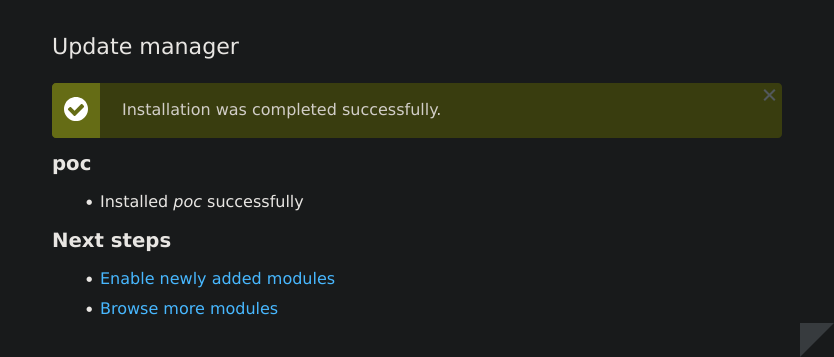 Update manager
Installation was completed successfully.
poc
Installed poc successfully
Next steps
Enable newly added modules
Browse more modules